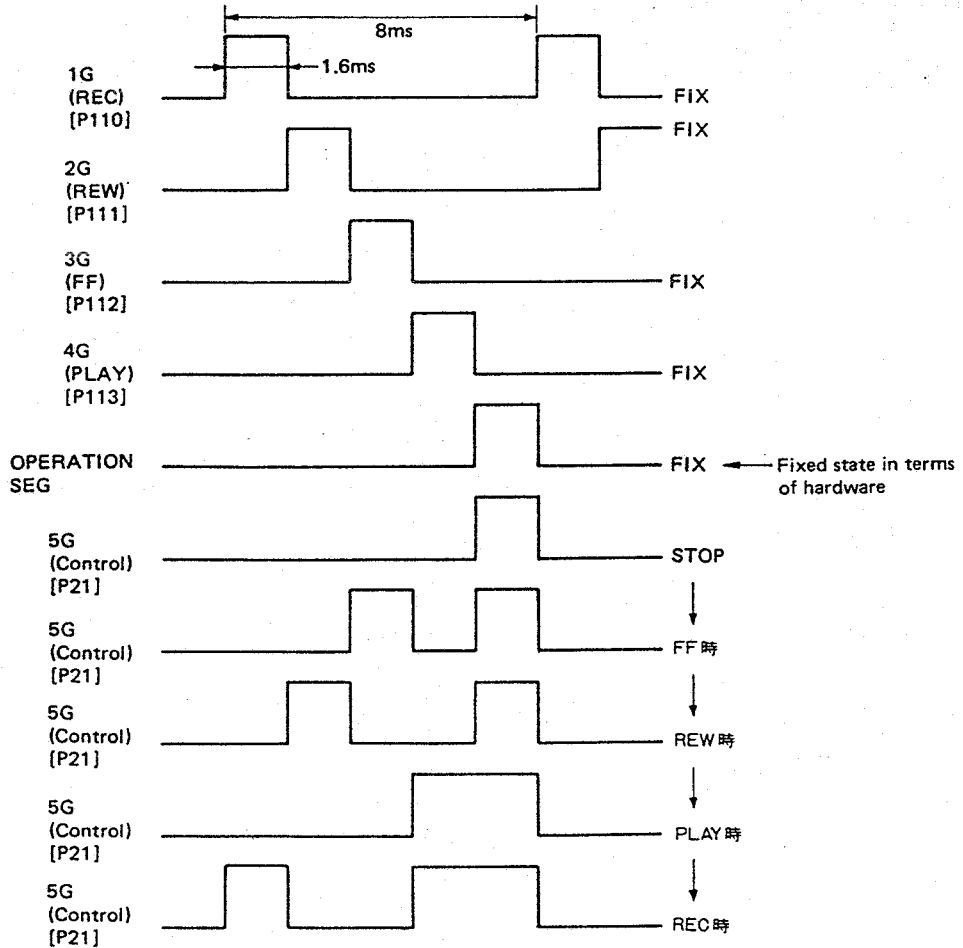 8ms
1.6ms
1G
(REC)
[P110]
FIX
2G
(REW)
[P111]
FIX
3G
(FF)
[P112]
FIX
4G
(PLAY)
[P113]
FIX
OPERATION
SEG
FIX
Fixed state in terms
of hardware
5G
(Control)
[P21]
STOP
5G
(Control)
[P21]
FF時
5G
(Control)
[P21]
REW時
5G
(Control)
[P21]
PLAY時
5G
(Control)
[P21]
REC時